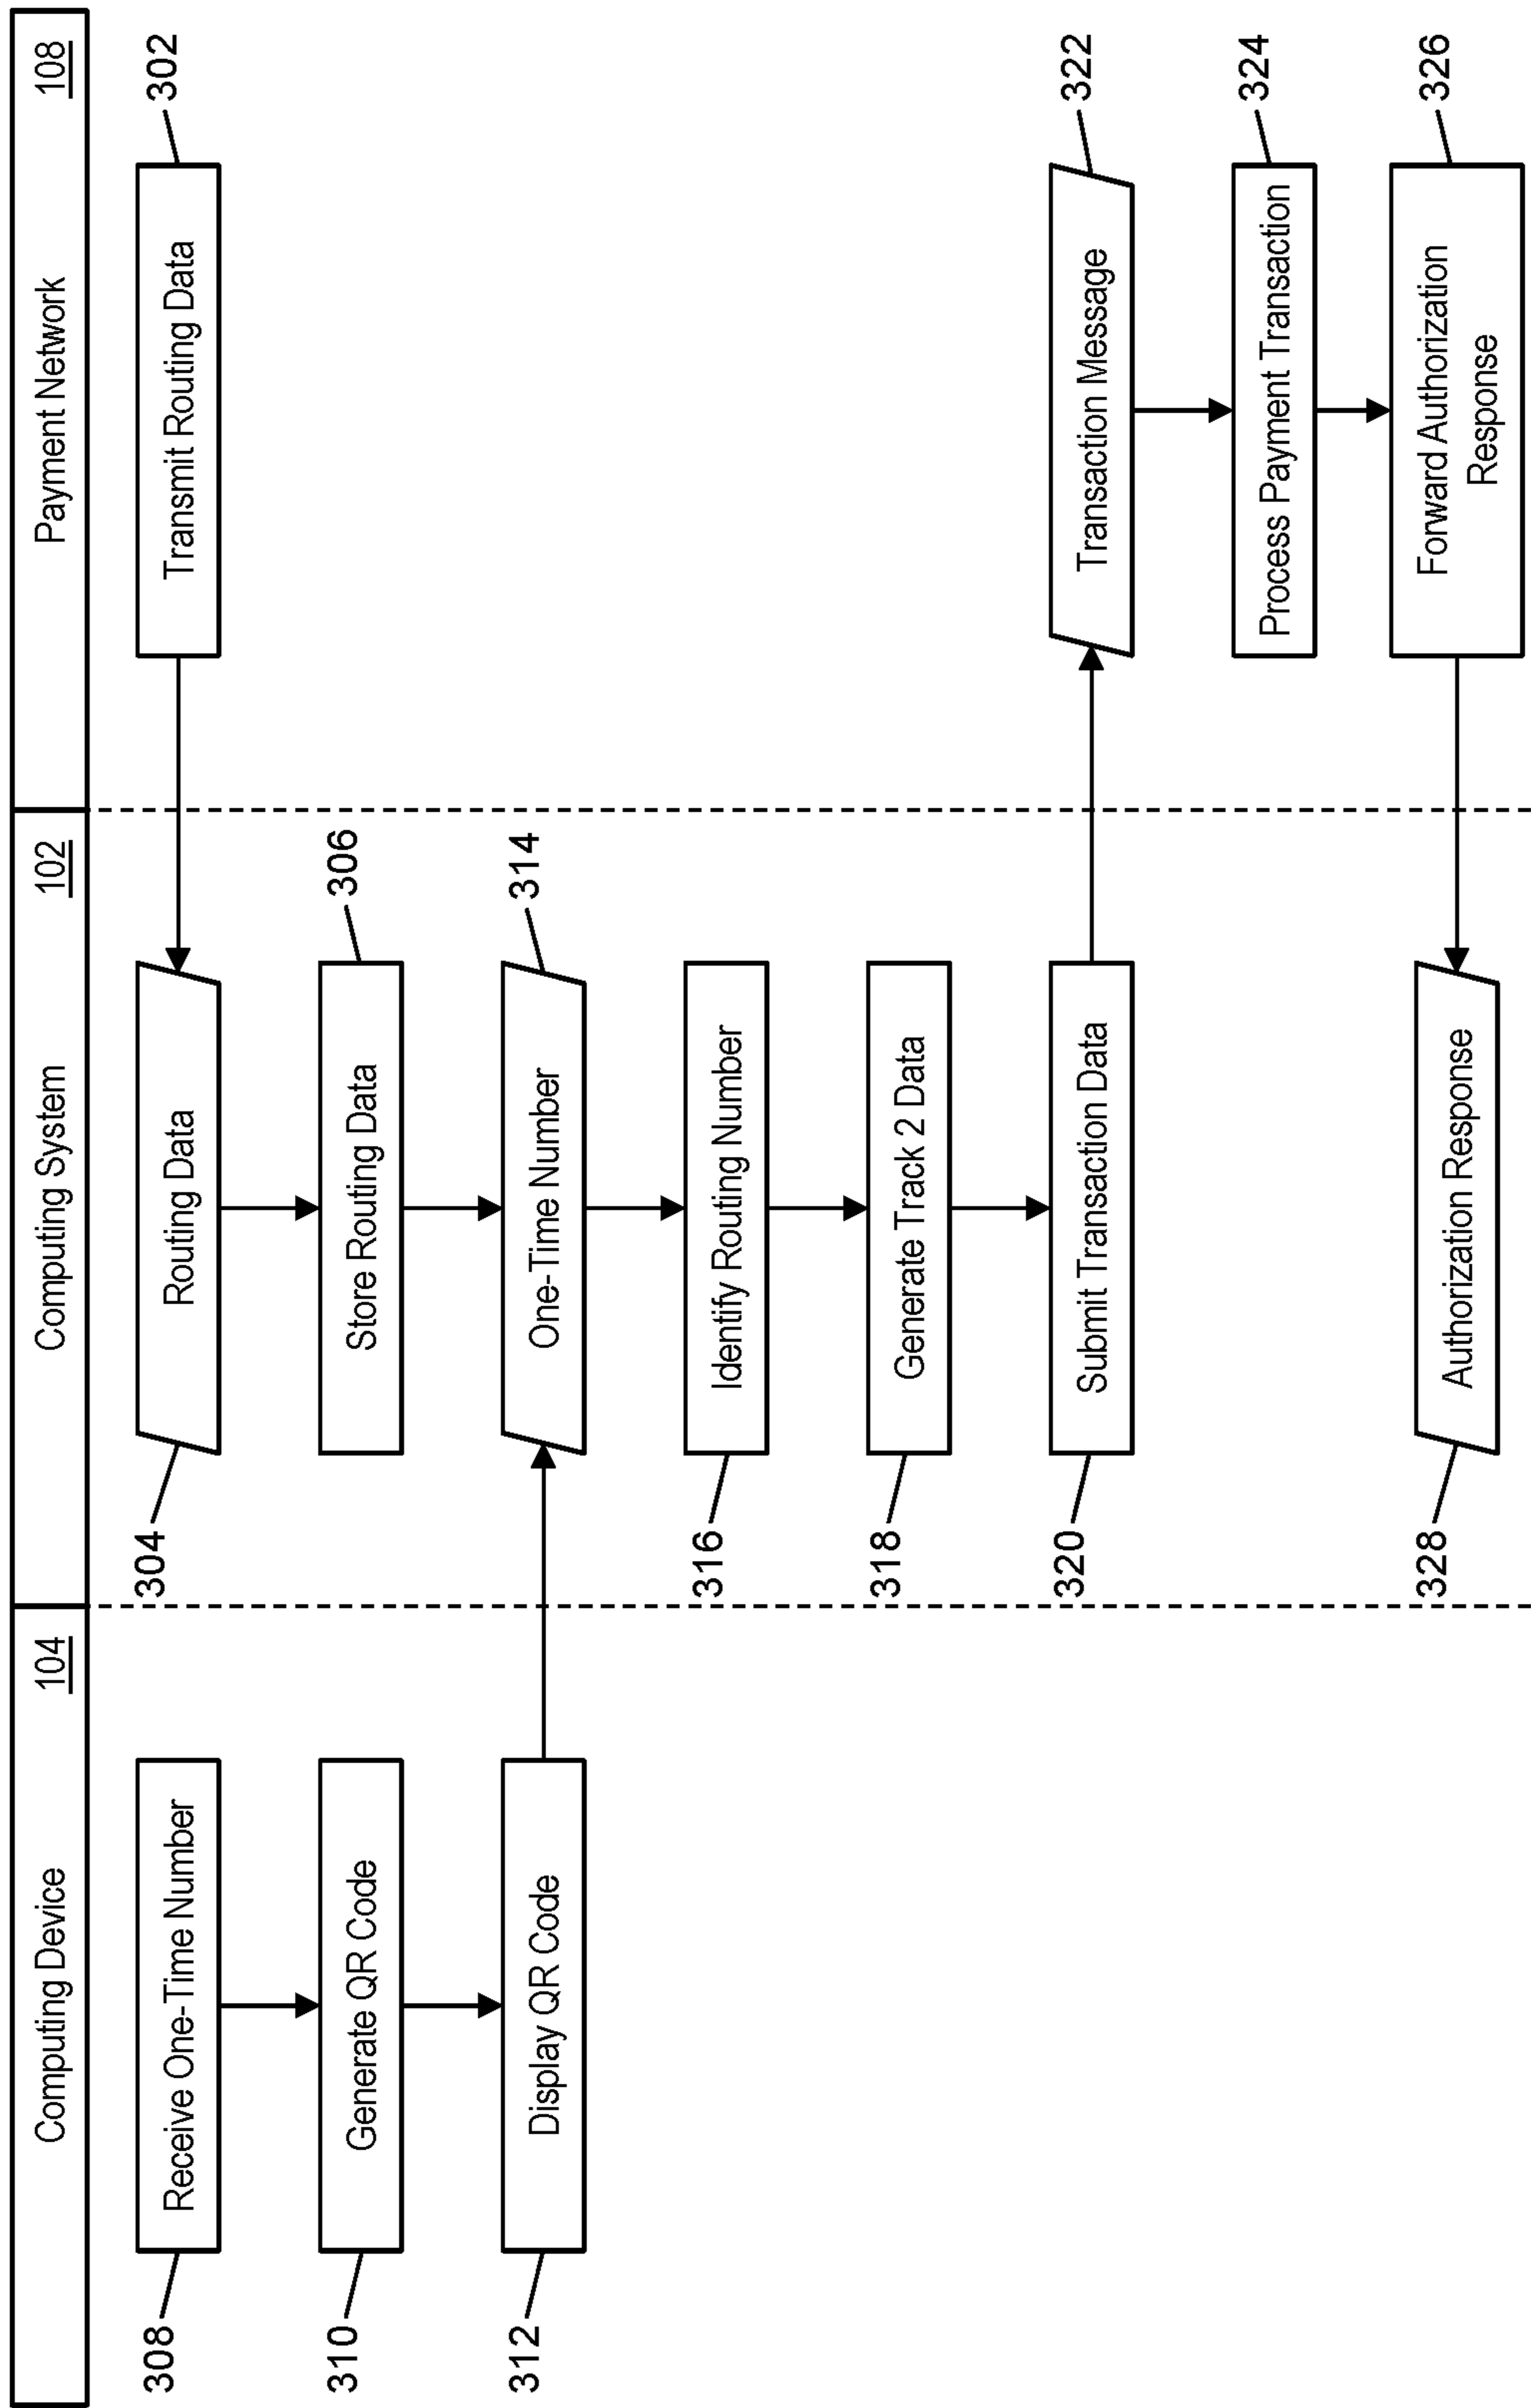 Computing Device
104
Computing System
102
Payment Network
108
308
Receive One-Time Number
304
Routing Data
Transmit Routing Data
302
310
Generate QR Code
Store Routing Data
306
312
Display QR Code
One-Time Number
314
316
Identify Routing Number
318
Generate Track 2 Data
320
Submit Transaction Data
Transaction Message
322
Process Payment Transaction
324
328
Authorization Response
Forward Authorization
Response
326